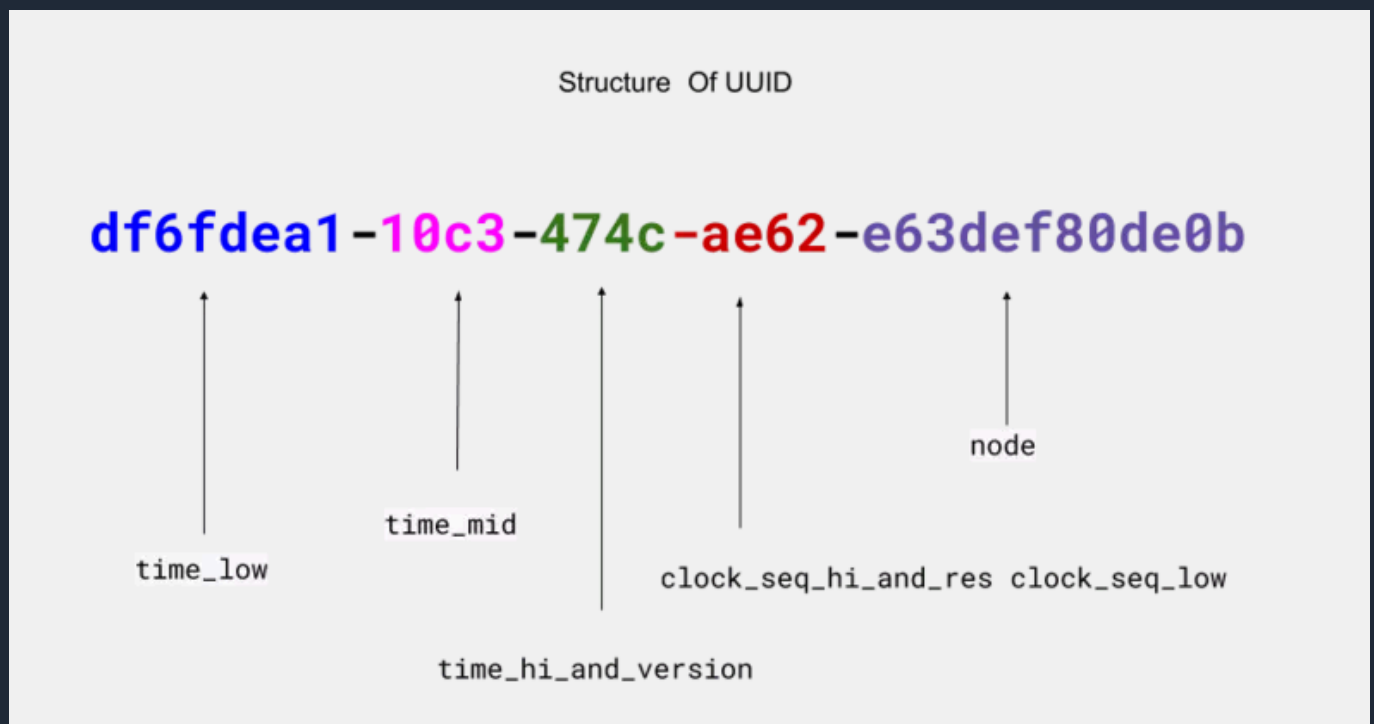 Structure Of UUID
df6fdea1-10c3-474c-ae62-e63def80de0b
node
time_mid
time_low
clock_seq_hi_and_res clock_seq_low
time_hi_and_version